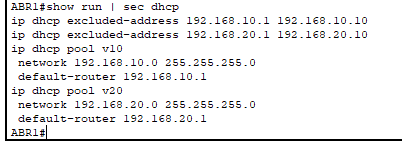 ABR1#show run | sec dhcp
ip dhcp excluded-address 192.168.10.1 192.168.10.10
ip dhcp excluded-address 192.168.20.1 192.168.20.10
ip dhcp pool v10
 network 192.168.10.0 255.255.255.0
 default-router 192.168.10.1
ip dhcp pool v20
 network 192.168.20.0 255.255.255.0
 default-router 192.168.20.1
ABR1#